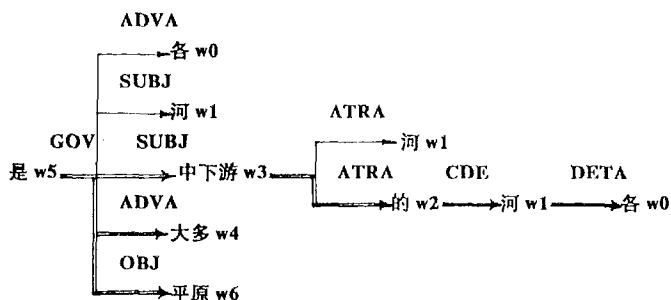 ADVA
各 w0
SUBJ
河 w1
ATRA
河 w1
GOV SUBJ
是 w5 中下游 w3
ATRA CDE DETA
的 w2 河 w1 各 w0
ADVA
大多 w4
OBJ
平原 w6